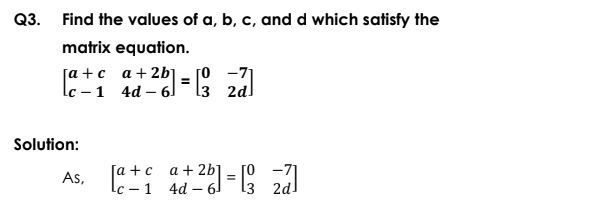 Q3. Find the values of a, b, c, and d which satisfy the
matrix equation.
[a + c a + 2b] = [0 −7]
[c − 1 4d − 6] [3 2d]
Solution:
As, [a + c a + 2b] = [0 −7]
[c − 1 4d − 6] [3 2d]